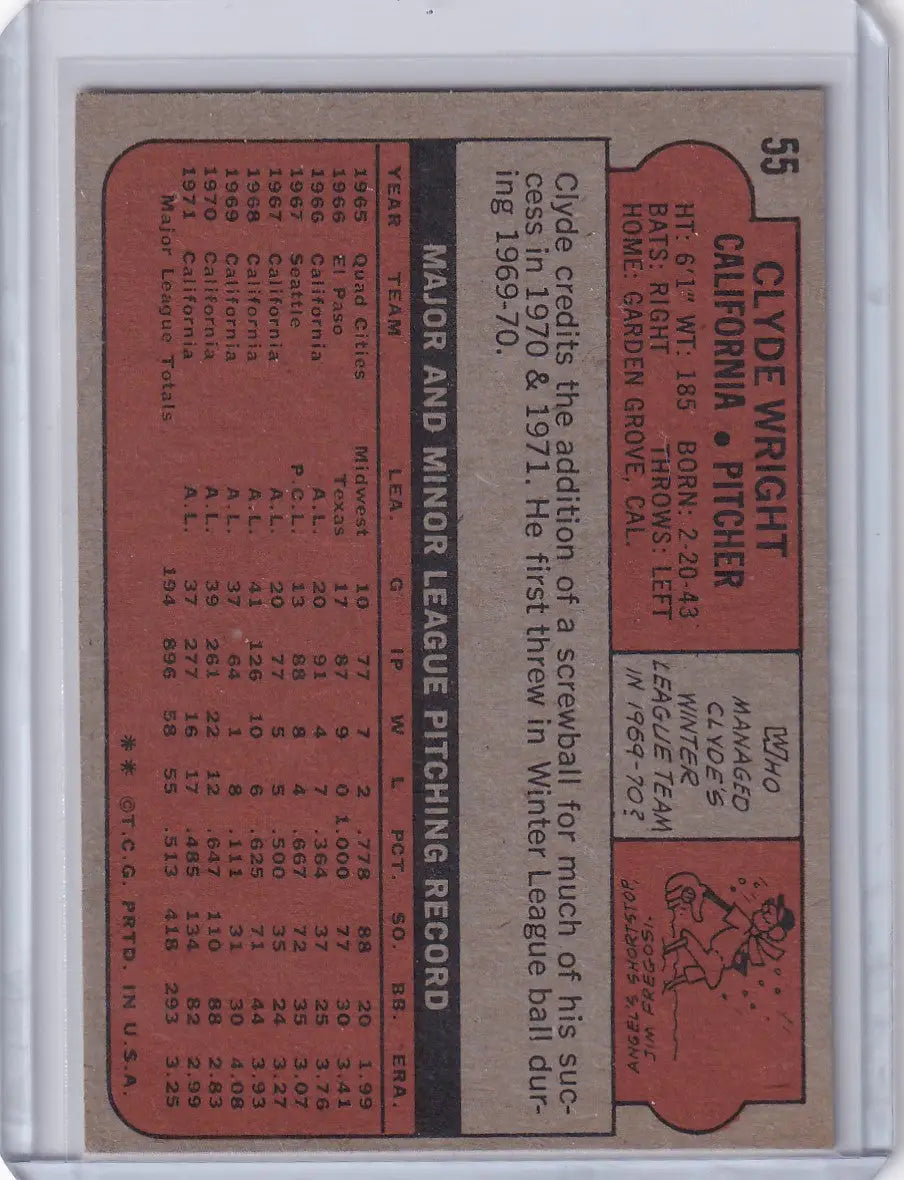 55
CLYDE WRIGHT
CALIFORNIA • PITCHER
HT: 6'1" WT: 185 BORN: 2-20-43
BATS: RIGHT THROWS: LEFT
HOME: GARDEN GROVE, CAL.
WHO
MANAGED
CLYDE'S
WINTER
LEAGUE TEAM
IN 1969-70?
ANGEL'S SHORTSTOP,
JIM FREGOSI.
Clyde credits the addition of a screwball for much of his suc-
cess in 1970 & 1971. He first threw in Winter League ball dur-
ing 1969-70.
MAJOR AND MINOR LEAGUE PITCHING RECORD
YEAR TEAM LEA. G IP W L PCT. SO. BB. ERA.
1965 Quad Cities Midwest 10 77 7 2 .778 88 20 1.99
1966 El Paso Texas 17 87 9 0 1.000 77 30 3.41
1966 California A.L. 20 91 4 7 .364 37 25 3.76
1967 Seattle P.C.L. 13 88 8 4 .667 72 35 3.07
1967 California A.L. 20 77 5 5 .500 35 24 3.27
1968 California A.L. 41 126 10 6 .625 71 44 3.93
1969 California A.L. 37 64 1 8 .111 31 30 4.08
1970 California A.L. 39 261 22 12 .647 110 88 2.83
1971 California A.L. 37 277 16 17 .485 134 82 2.99
Major League Totals 194 896 58 55 .513 418 293 3.25
** ©T.C.G. PRTD. IN U.S.A.